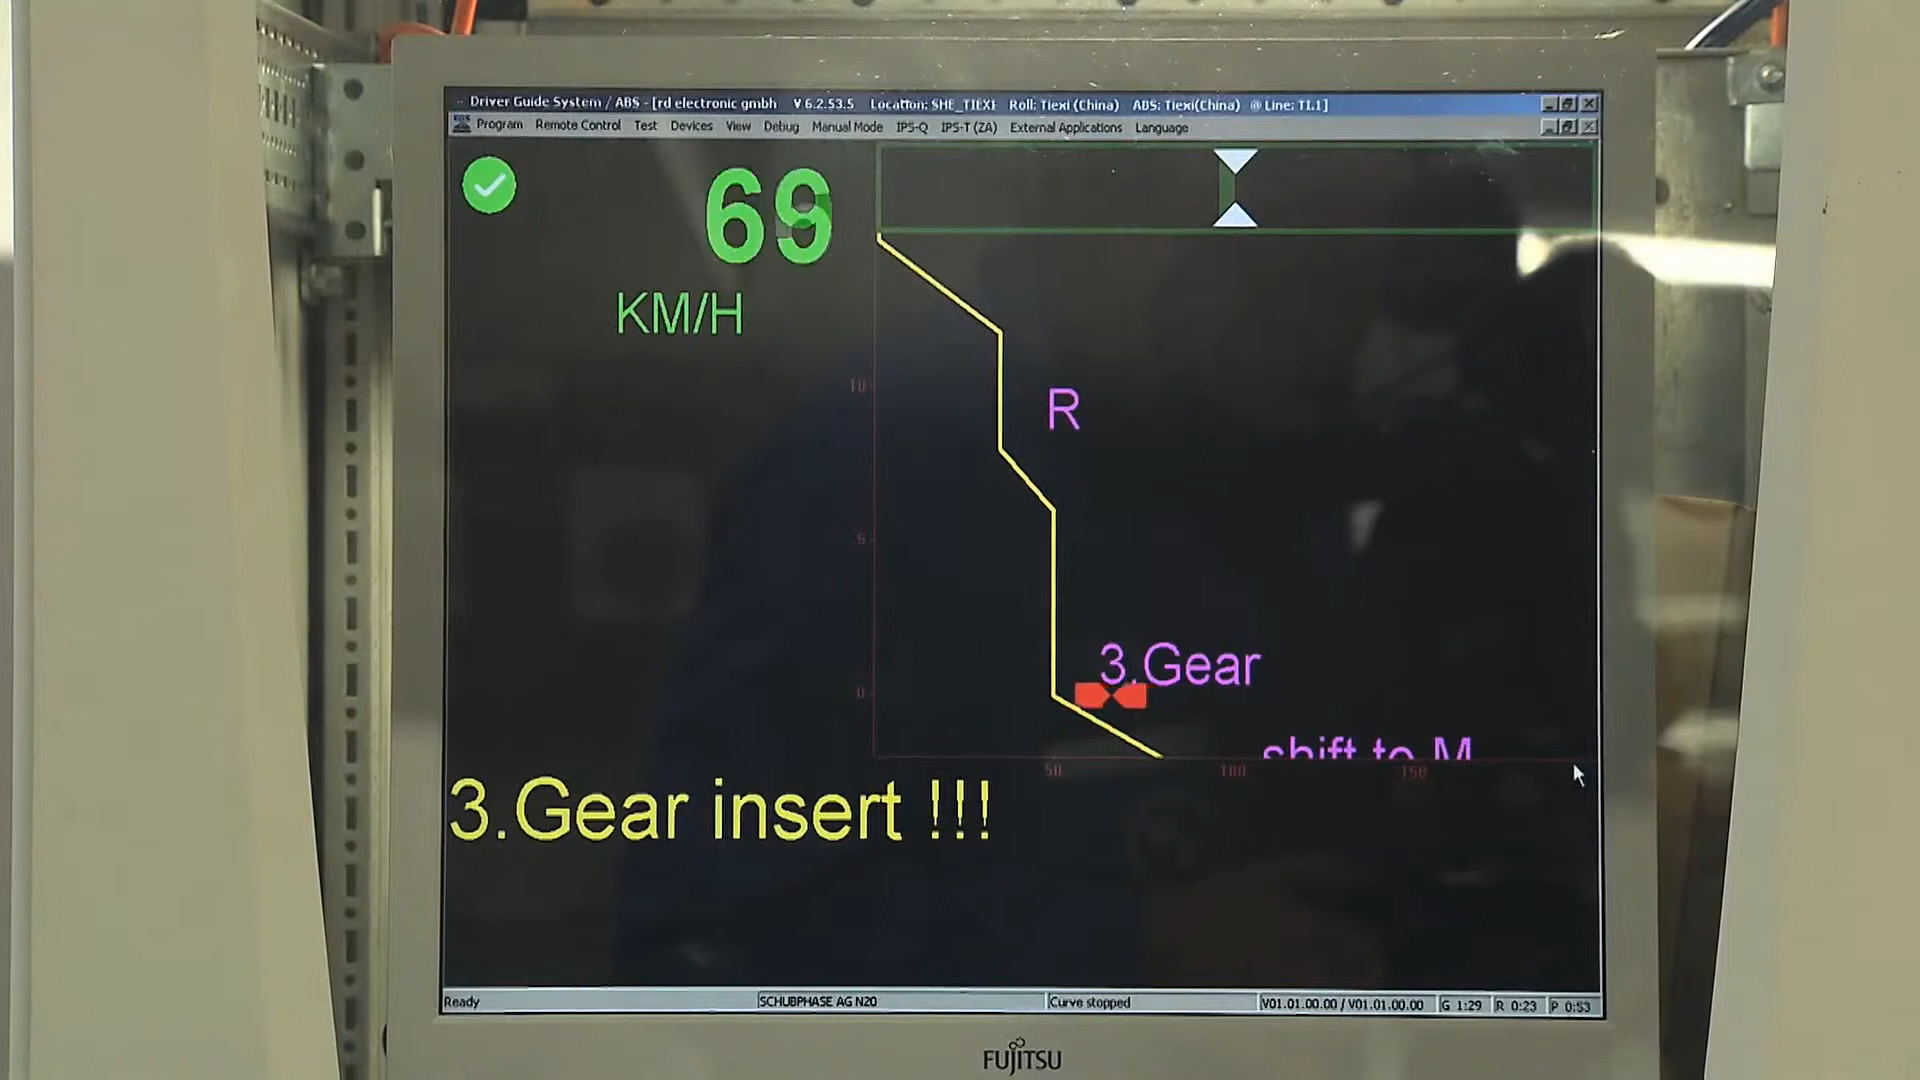 Driver Guide System / ABS - [rd electronic gmbh V 6.2.53.5 Location: SHE_TIEXI Roll: Tiexi (China) ABS: Tiexi(China) @ Line: TI.1]
Program Remote Control Test Devices View Debug Manual Mode IPS-Q IPS-T (ZA) External Applications Language
69
KM/H
10
R
5
3.Gear
0
shift to M
50 100 150
3.Gear insert !!!
Ready SCHUBPHASE AG N20 Curve stopped V01.01.00.00 / V01.01.00.00 G 1:29 R 0:23 P 0:53
FUJITSU